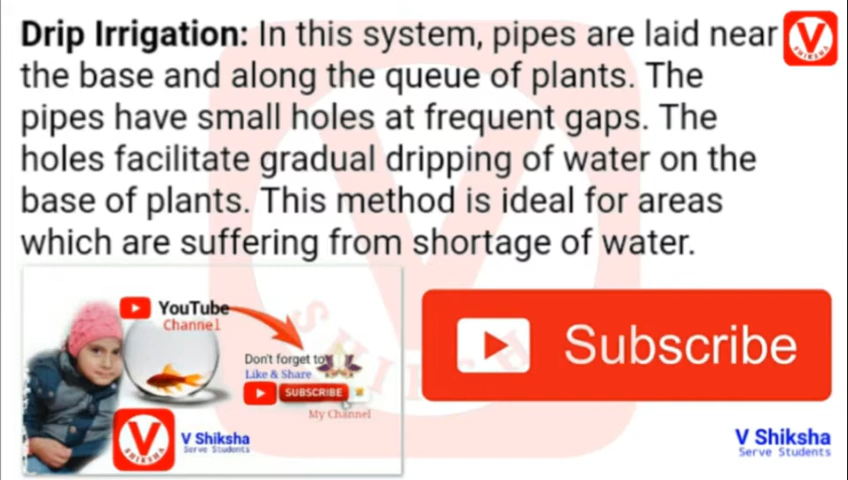 Drip Irrigation: In this system, pipes are laid near
the base and along the queue of plants. The
pipes have small holes at frequent gaps. The
holes facilitate gradual dripping of water on the
base of plants. This method is ideal for areas
which are suffering from shortage of water.
V
SHIKSHA
V
SHIKSHA
YouTube
Channel
Don't forget to
Like & Share
SUBSCRIBE
My Channel
V
SHIKSHA
V Shiksha
Serve Students
Subscribe
V Shiksha
Serve Students